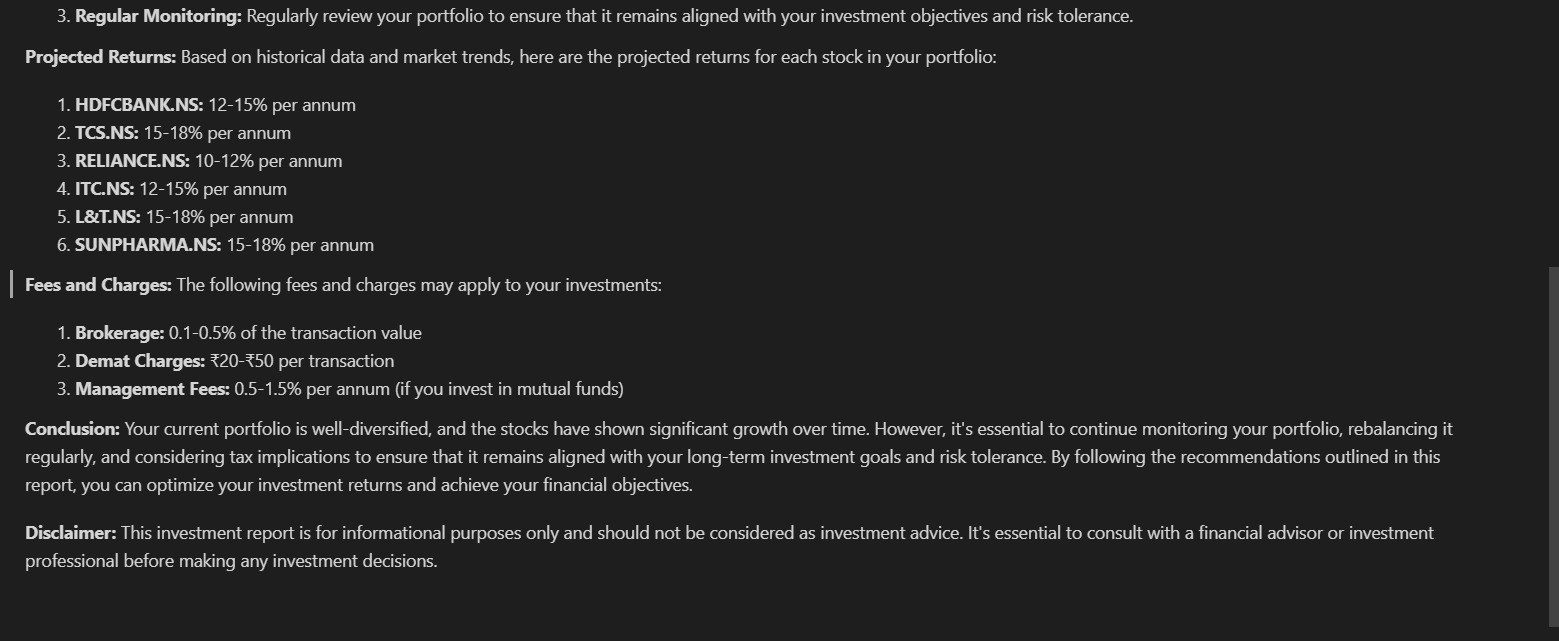 3. Regular Monitoring: Regularly review your portfolio to ensure that it remains aligned with your investment objectives and risk tolerance.
Projected Returns: Based on historical data and market trends, here are the projected returns for each stock in your portfolio:
1. HDFCBANK.NS: 12-15% per annum
2. TCS.NS: 15-18% per annum
3. RELIANCE.NS: 10-12% per annum
4. ITC.NS: 12-15% per annum
5. L&T.NS: 15-18% per annum
6. SUNPHARMA.NS: 15-18% per annum
Fees and Charges: The following fees and charges may apply to your investments:
1. Brokerage: 0.1-0.5% of the transaction value
2. Demat Charges: ₹20-₹50 per transaction
3. Management Fees: 0.5-1.5% per annum (if you invest in mutual funds)
Conclusion: Your current portfolio is well-diversified, and the stocks have shown significant growth over time. However, it's essential to continue monitoring your portfolio, rebalancing it
regularly, and considering tax implications to ensure that it remains aligned with your long-term investment goals and risk tolerance. By following the recommendations outlined in this
report, you can optimize your investment returns and achieve your financial objectives.
Disclaimer: This investment report is for informational purposes only and should not be considered as investment advice. It's essential to consult with a financial advisor or investment
professional before making any investment decisions.